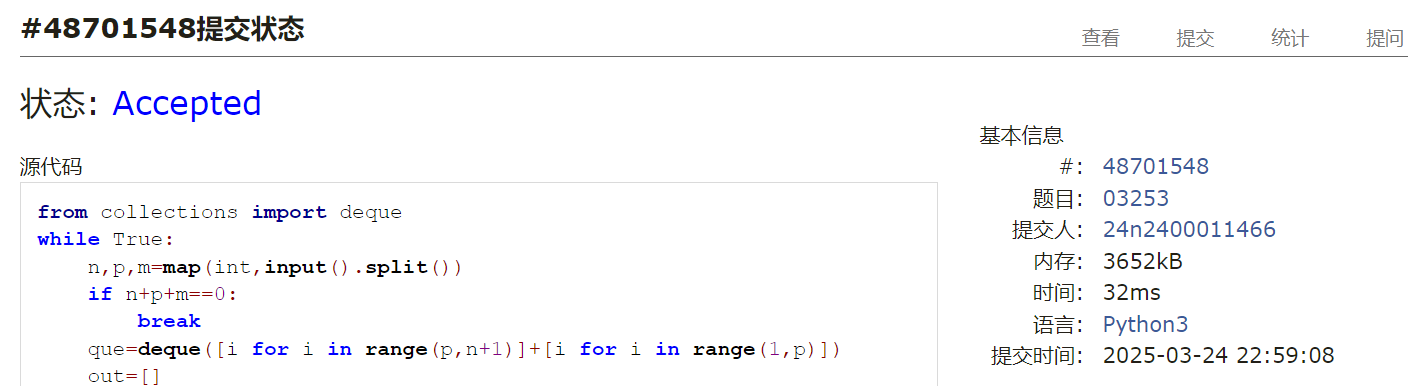 #48701548提交状态
查看 提交 统计 提问
状态: Accepted
源代码
from collections import deque
while True:
    n,p,m=map(int,input().split())
    if n+p+m==0:
        break
    que=deque([i for i in range(p,n+1)]+[i for i in range(1,p)])
    out=[]
基本信息
#: 48701548
题目: 03253
提交人: 24n2400011466
内存: 3652kB
时间: 32ms
语言: Python3
提交时间: 2025-03-24 22:59:08